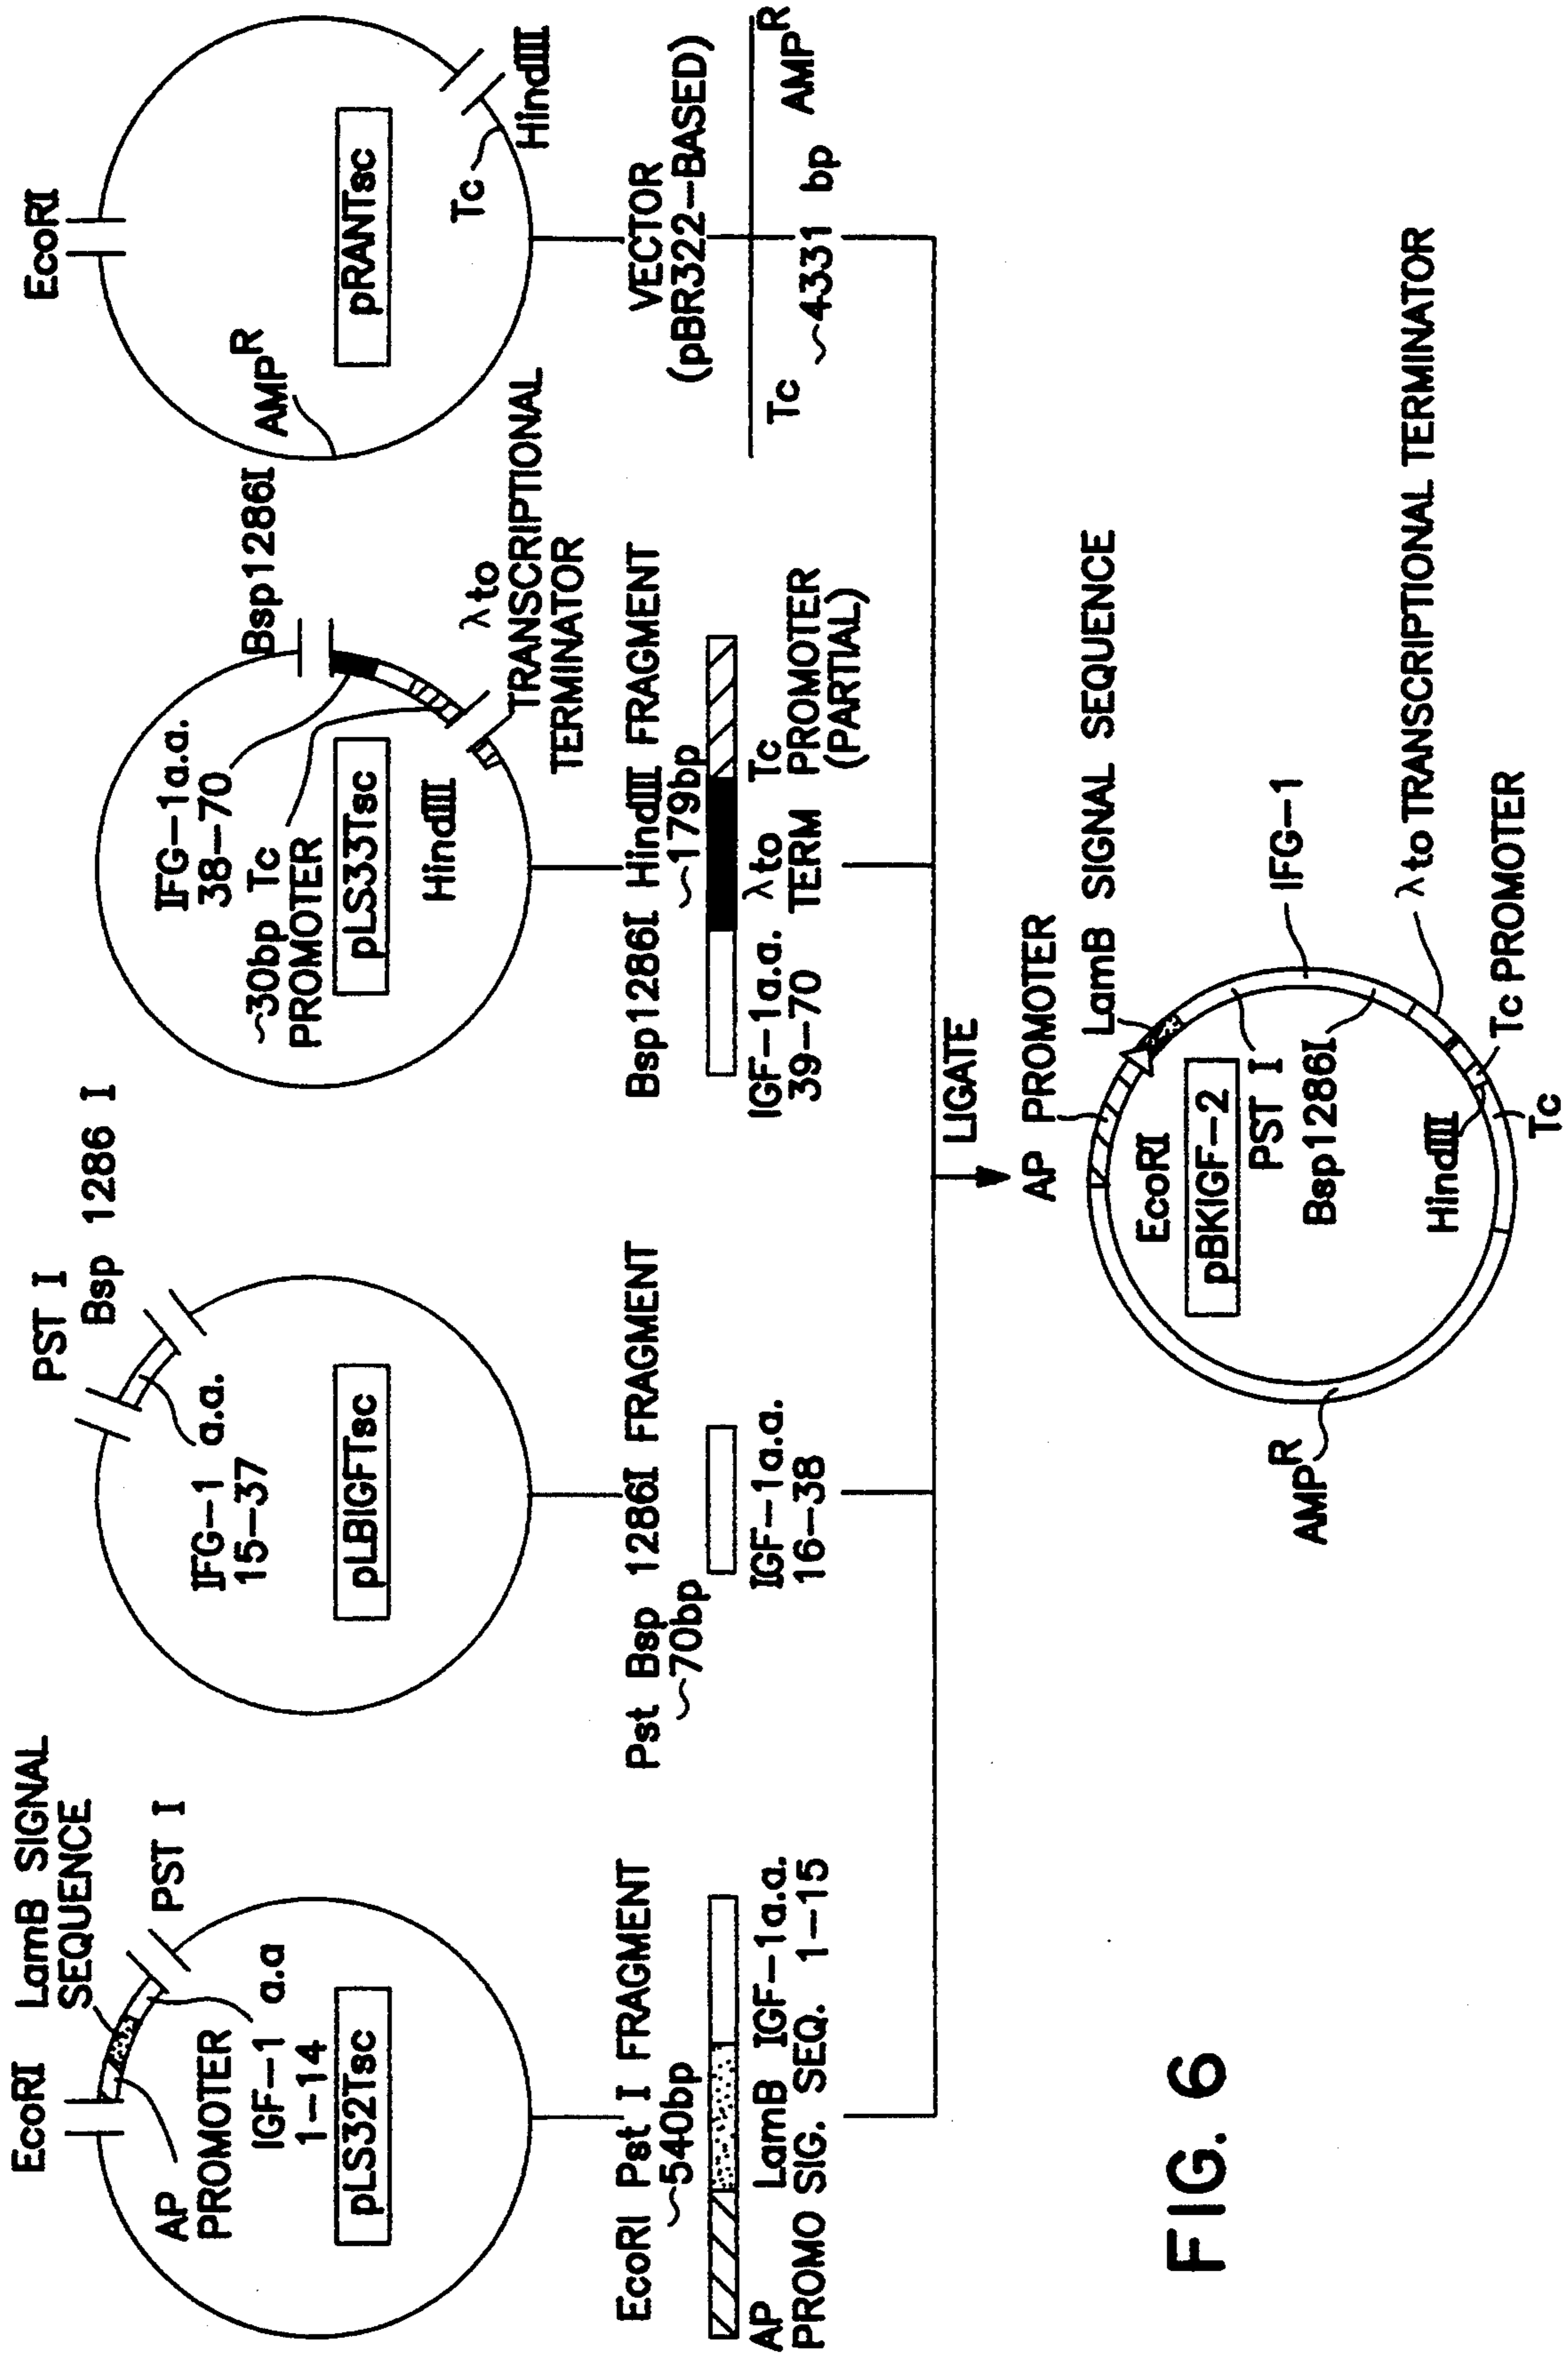 EcoRI
LamB SIGNAL
SEQUENCE
PST I
AP
PROMOTER
IGF-1 a.a
1-14
pLS32Tsc
EcoRI Pst I FRAGMENT
~540bp
AP LamB IGF-1a.a.
PROMO SIG. SEQ. 1-15
PST I
Bsp 1286 I
IFG-1 a.a.
15-37
pLBIGFTsc
Pst Bsp 1286I FRAGMENT
~70bp
IGF-1a.a.
16-38
Bsp1286I
IFG-1a.a.
38-70
~30bp Tc
PROMOTER
pLS33Tsc
HindIII
λto
TRANSCRIPTIONAL
TERMINATOR
Bsp1286I HindIII FRAGMENT
~179bp
IGF-1a.a. λto Tc
39-70 TERM PROMOTER
(PARTIAL)
EcoRI
AMPR
pRANTsc
Tc
HindIII
VECTOR
(pBR322-BASED)
Tc AMPR
~4331 bp
LIGATE
AP PROMOTER
LamB SIGNAL SEQUENCE
EcoRI
pBKIGF-2
PST I
Bsp1286I
HindIII
IFG-1
λto TRANSCRIPTIONAL TERMINATOR
Tc PROMOTER
Tc
AMPR
FIG. 6